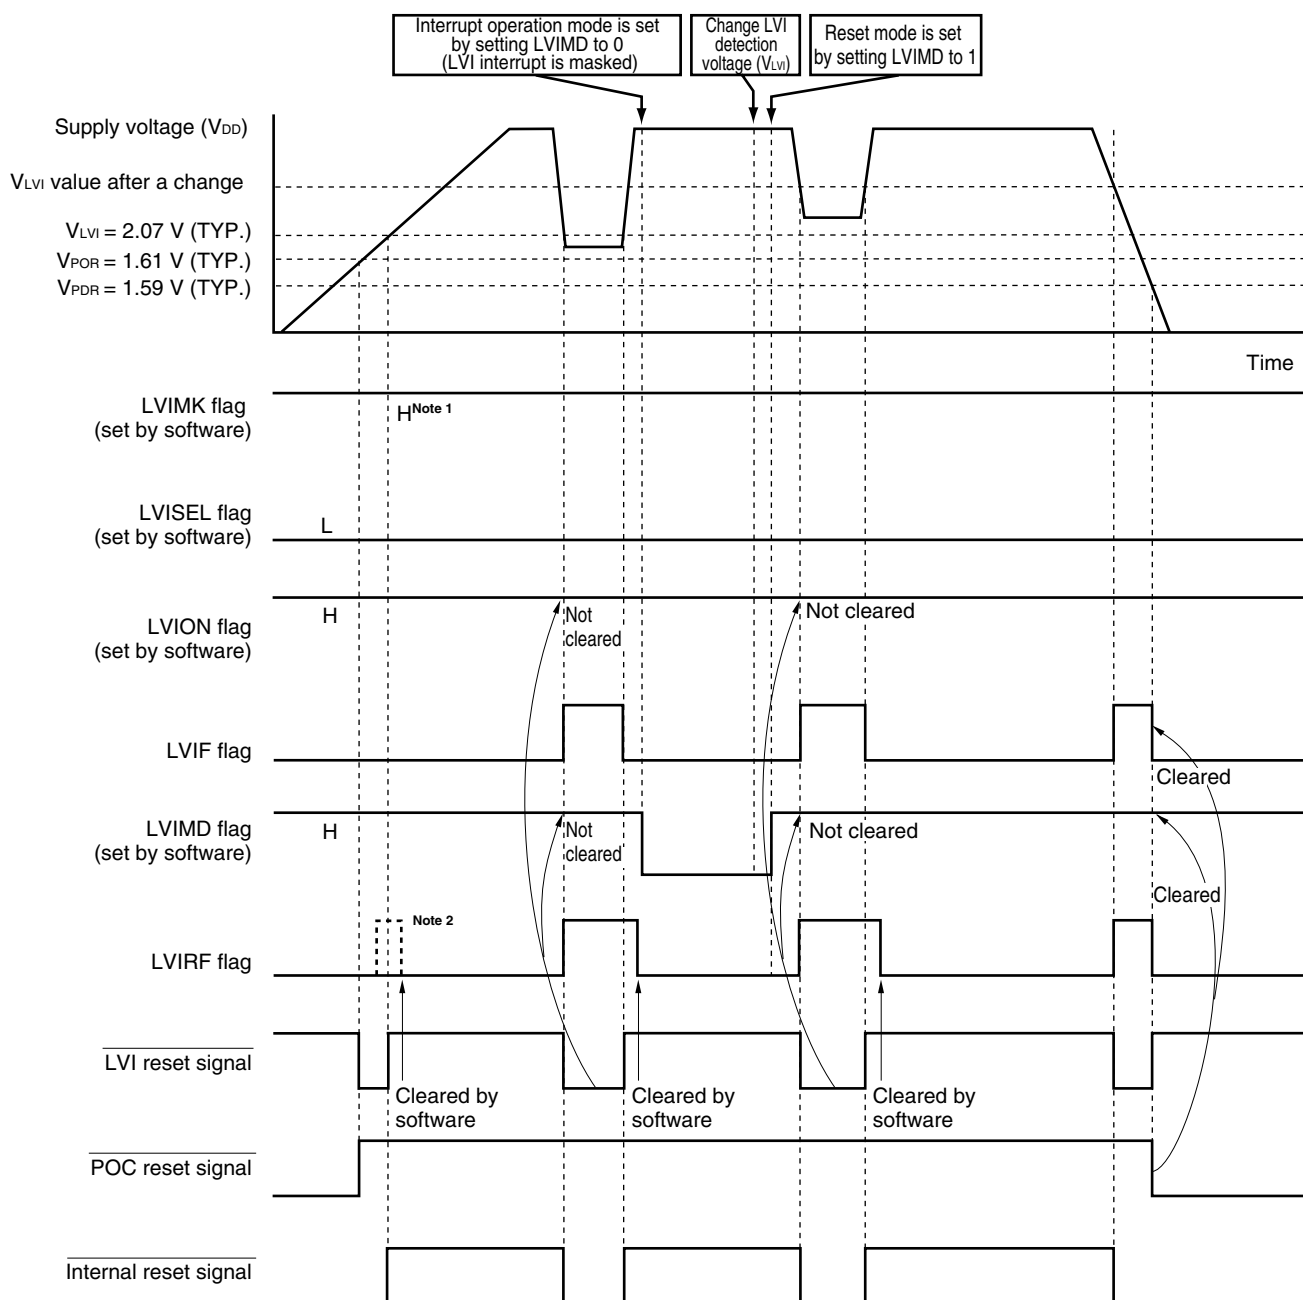 Interrupt operation mode is set
by setting LVIMD to 0
(LVI interrupt is masked)
Change LVI
detection
voltage (VLVI)
Reset mode is set
by setting LVIMD to 1
Supply voltage (VDD)
VLVI value after a change
VLVI = 2.07 V (TYP.)
VPOR = 1.61 V (TYP.)
VPDR = 1.59 V (TYP.)
Time
LVIMK flag
(set by software)
H Note 1
LVISEL flag
(set by software)
L
LVION flag
(set by software)
H
Not
cleared
Not cleared
LVIF flag
Cleared
LVIMD flag
(set by software)
H
Not
cleared
Not cleared
Cleared
LVIRF flag
Note 2
LVI reset signal
Cleared by
software
Cleared by
software
Cleared by
software
POC reset signal
Internal reset signal